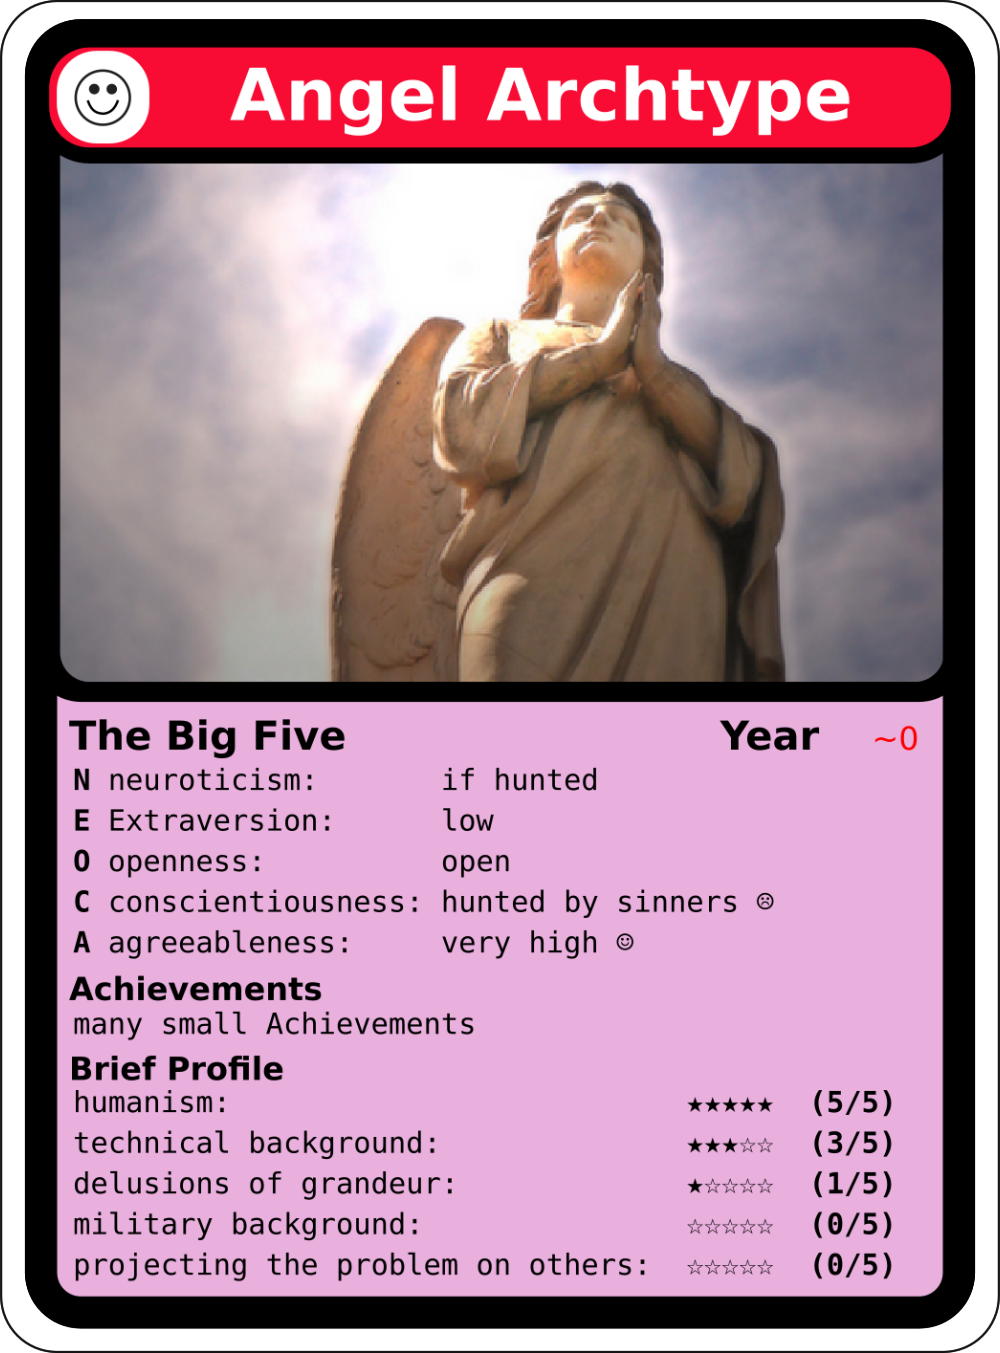 Angel Archtype
The Big Five Year ~0
N neuroticism: if hunted
E Extraversion: low
O openness: open
C conscientiousness: hunted by sinners ☹
A agreeableness: very high ☺
Achievements
many small Achievements
Brief Profile
humanism: ★★★★★ (5/5)
technical background: ★★★☆☆ (3/5)
delusions of grandeur: ★☆☆☆☆ (1/5)
military background: ☆☆☆☆☆ (0/5)
projecting the problem on others: ☆☆☆☆☆ (0/5)